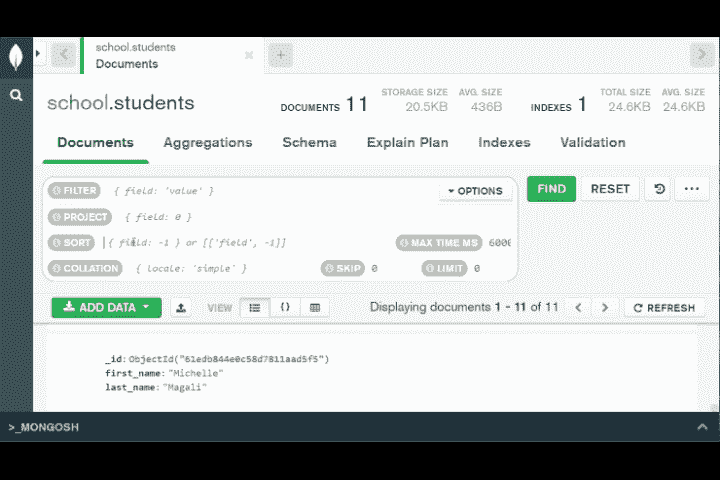 school.students
Documents
school.students
DOCUMENTS 11
STORAGE SIZE
20.5KB
AVG. SIZE
436B
INDEXES 1
TOTAL SIZE
24.6KB
AVG. SIZE
24.6KB
Documents Aggregations Schema Explain Plan Indexes Validation
FILTER { field: 'value' } OPTIONS FIND RESET
PROJECT { field: 0 }
SORT { field: -1 } or [['field', -1]] MAX TIME MS 6000
COLLATION { locale: 'simple' } SKIP 0 LIMIT 0
ADD DATA VIEW {} Displaying documents 1 - 11 of 11 REFRESH
_id: ObjectId("61edb844e0c58d7811aad5f5")
first_name: "Michelle"
last_name: "Magali"
>_MONGOSH